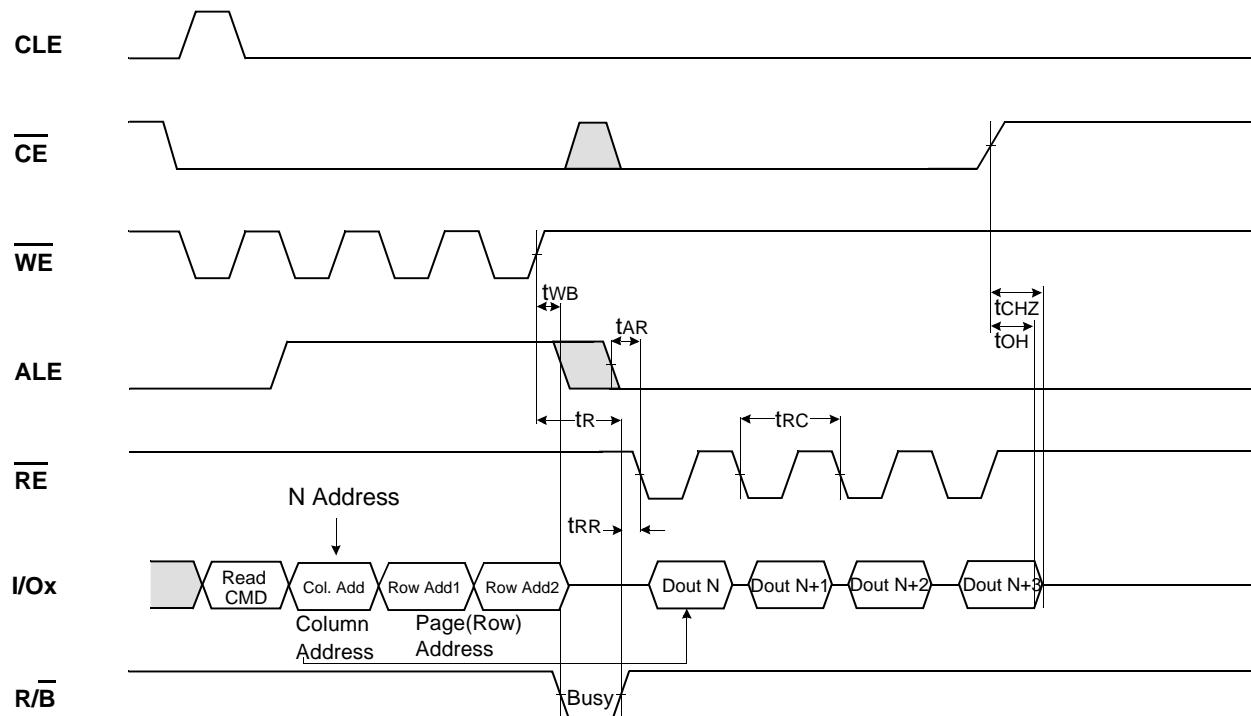 CLE
CE
WE
tWB
tCHZ
tAR
tOH
ALE
tR
tRC
RE
N Address
tRR
I/Ox
Read
CMD
Col. Add
Row Add1
Row Add2
Dout N
Dout N+1
Dout N+2
Dout N+3
Column
Address
Page(Row)
Address
R/B
Busy